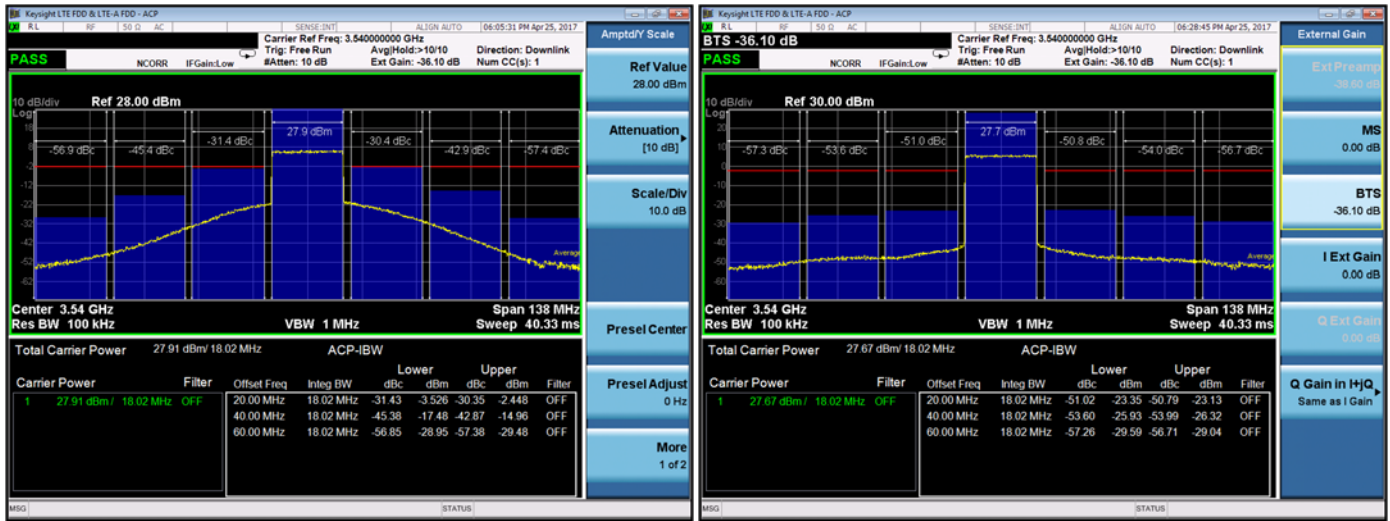 Keysight LTE FDD & LTE-A FDD - ACP
RL RF 50 Ω AC SENSE:INT ALIGN AUTO 06:05:31 PM Apr 25, 2017
Carrier Ref Freq: 3.540000000 GHz
Trig: Free Run Avg|Hold:>10/10 Direction: Downlink
PASS NCORR IFGain:Low #Atten: 10 dB Ext Gain: -36.10 dB Num CC(s): 1
10 dB/div Ref 28.00 dBm
Log
18
8
-2
-12
-22
-32
-42
-52
-62
-56.9 dBc -45.4 dBc -31.4 dBc 27.9 dBm -30.4 dBc -42.9 dBc -57.4 dBc
Average
Center 3.54 GHz Span 138 MHz
Res BW 100 kHz VBW 1 MHz Sweep 40.33 ms
Total Carrier Power 27.91 dBm/ 18.02 MHz ACP-IBW
Lower Upper
Carrier Power Filter Offset Freq Integ BW dBc dBm dBc dBm Filter
1 27.91 dBm / 18.02 MHz OFF 20.00 MHz 18.02 MHz -31.43 -3.526 -30.35 -2.448 OFF
40.00 MHz 18.02 MHz -45.38 -17.48 -42.87 -14.96 OFF
60.00 MHz 18.02 MHz -56.85 -28.95 -57.38 -29.48 OFF
MSG STATUS
Amptd/Y Scale
Ref Value
28.00 dBm
Attenuation
[10 dB]
Scale/Div
10.0 dB
Presel Center
Presel Adjust
0 Hz
More
1 of 2
Keysight LTE FDD & LTE-A FDD - ACP
RL RF 50 Ω AC SENSE:INT ALIGN AUTO 06:28:45 PM Apr 25, 2017
BTS -36.10 dB Carrier Ref Freq: 3.540000000 GHz
Trig: Free Run Avg|Hold:>10/10 Direction: Downlink
PASS NCORR IFGain:Low #Atten: 10 dB Ext Gain: -36.10 dB Num CC(s): 1
10 dB/div Ref 30.00 dBm
Log
20
10
0
-10
-20
-30
-40
-50
-60
-57.3 dBc -53.6 dBc -51.0 dBc 27.7 dBm -50.8 dBc -54.0 dBc -56.7 dBc
Average
Center 3.54 GHz Span 138 MHz
Res BW 100 kHz VBW 1 MHz Sweep 40.33 ms
Total Carrier Power 27.67 dBm/ 18.02 MHz ACP-IBW
Lower Upper
Carrier Power Filter Offset Freq Integ BW dBc dBm dBc dBm Filter
1 27.67 dBm / 18.02 MHz OFF 20.00 MHz 18.02 MHz -51.02 -23.35 -50.79 -23.13 OFF
40.00 MHz 18.02 MHz -53.60 -25.93 -53.99 -26.32 OFF
60.00 MHz 18.02 MHz -57.26 -29.59 -56.71 -29.04 OFF
MSG STATUS
External Gain
Ext Preamp
-38.60 dB
MS
0.00 dB
BTS
-36.10 dB
I Ext Gain
0.00 dB
Q Ext Gain
0.00 dB
Q Gain in I+jQ
Same as I Gain